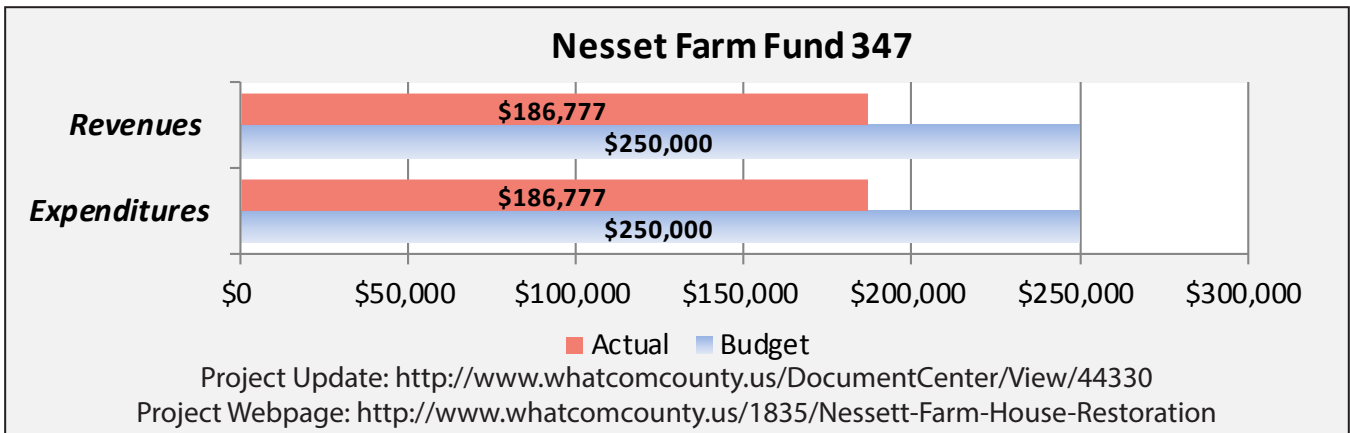 Nesset Farm Fund 347
Revenues
$186,777
$250,000
Expenditures
$186,777
$250,000
$0 $50,000 $100,000 $150,000 $200,000 $250,000 $300,000
Actual Budget
Project Update: http://www.whatcomcounty.us/DocumentCenter/View/44330
Project Webpage: http://www.whatcomcounty.us/1835/Nessett-Farm-House-Restoration